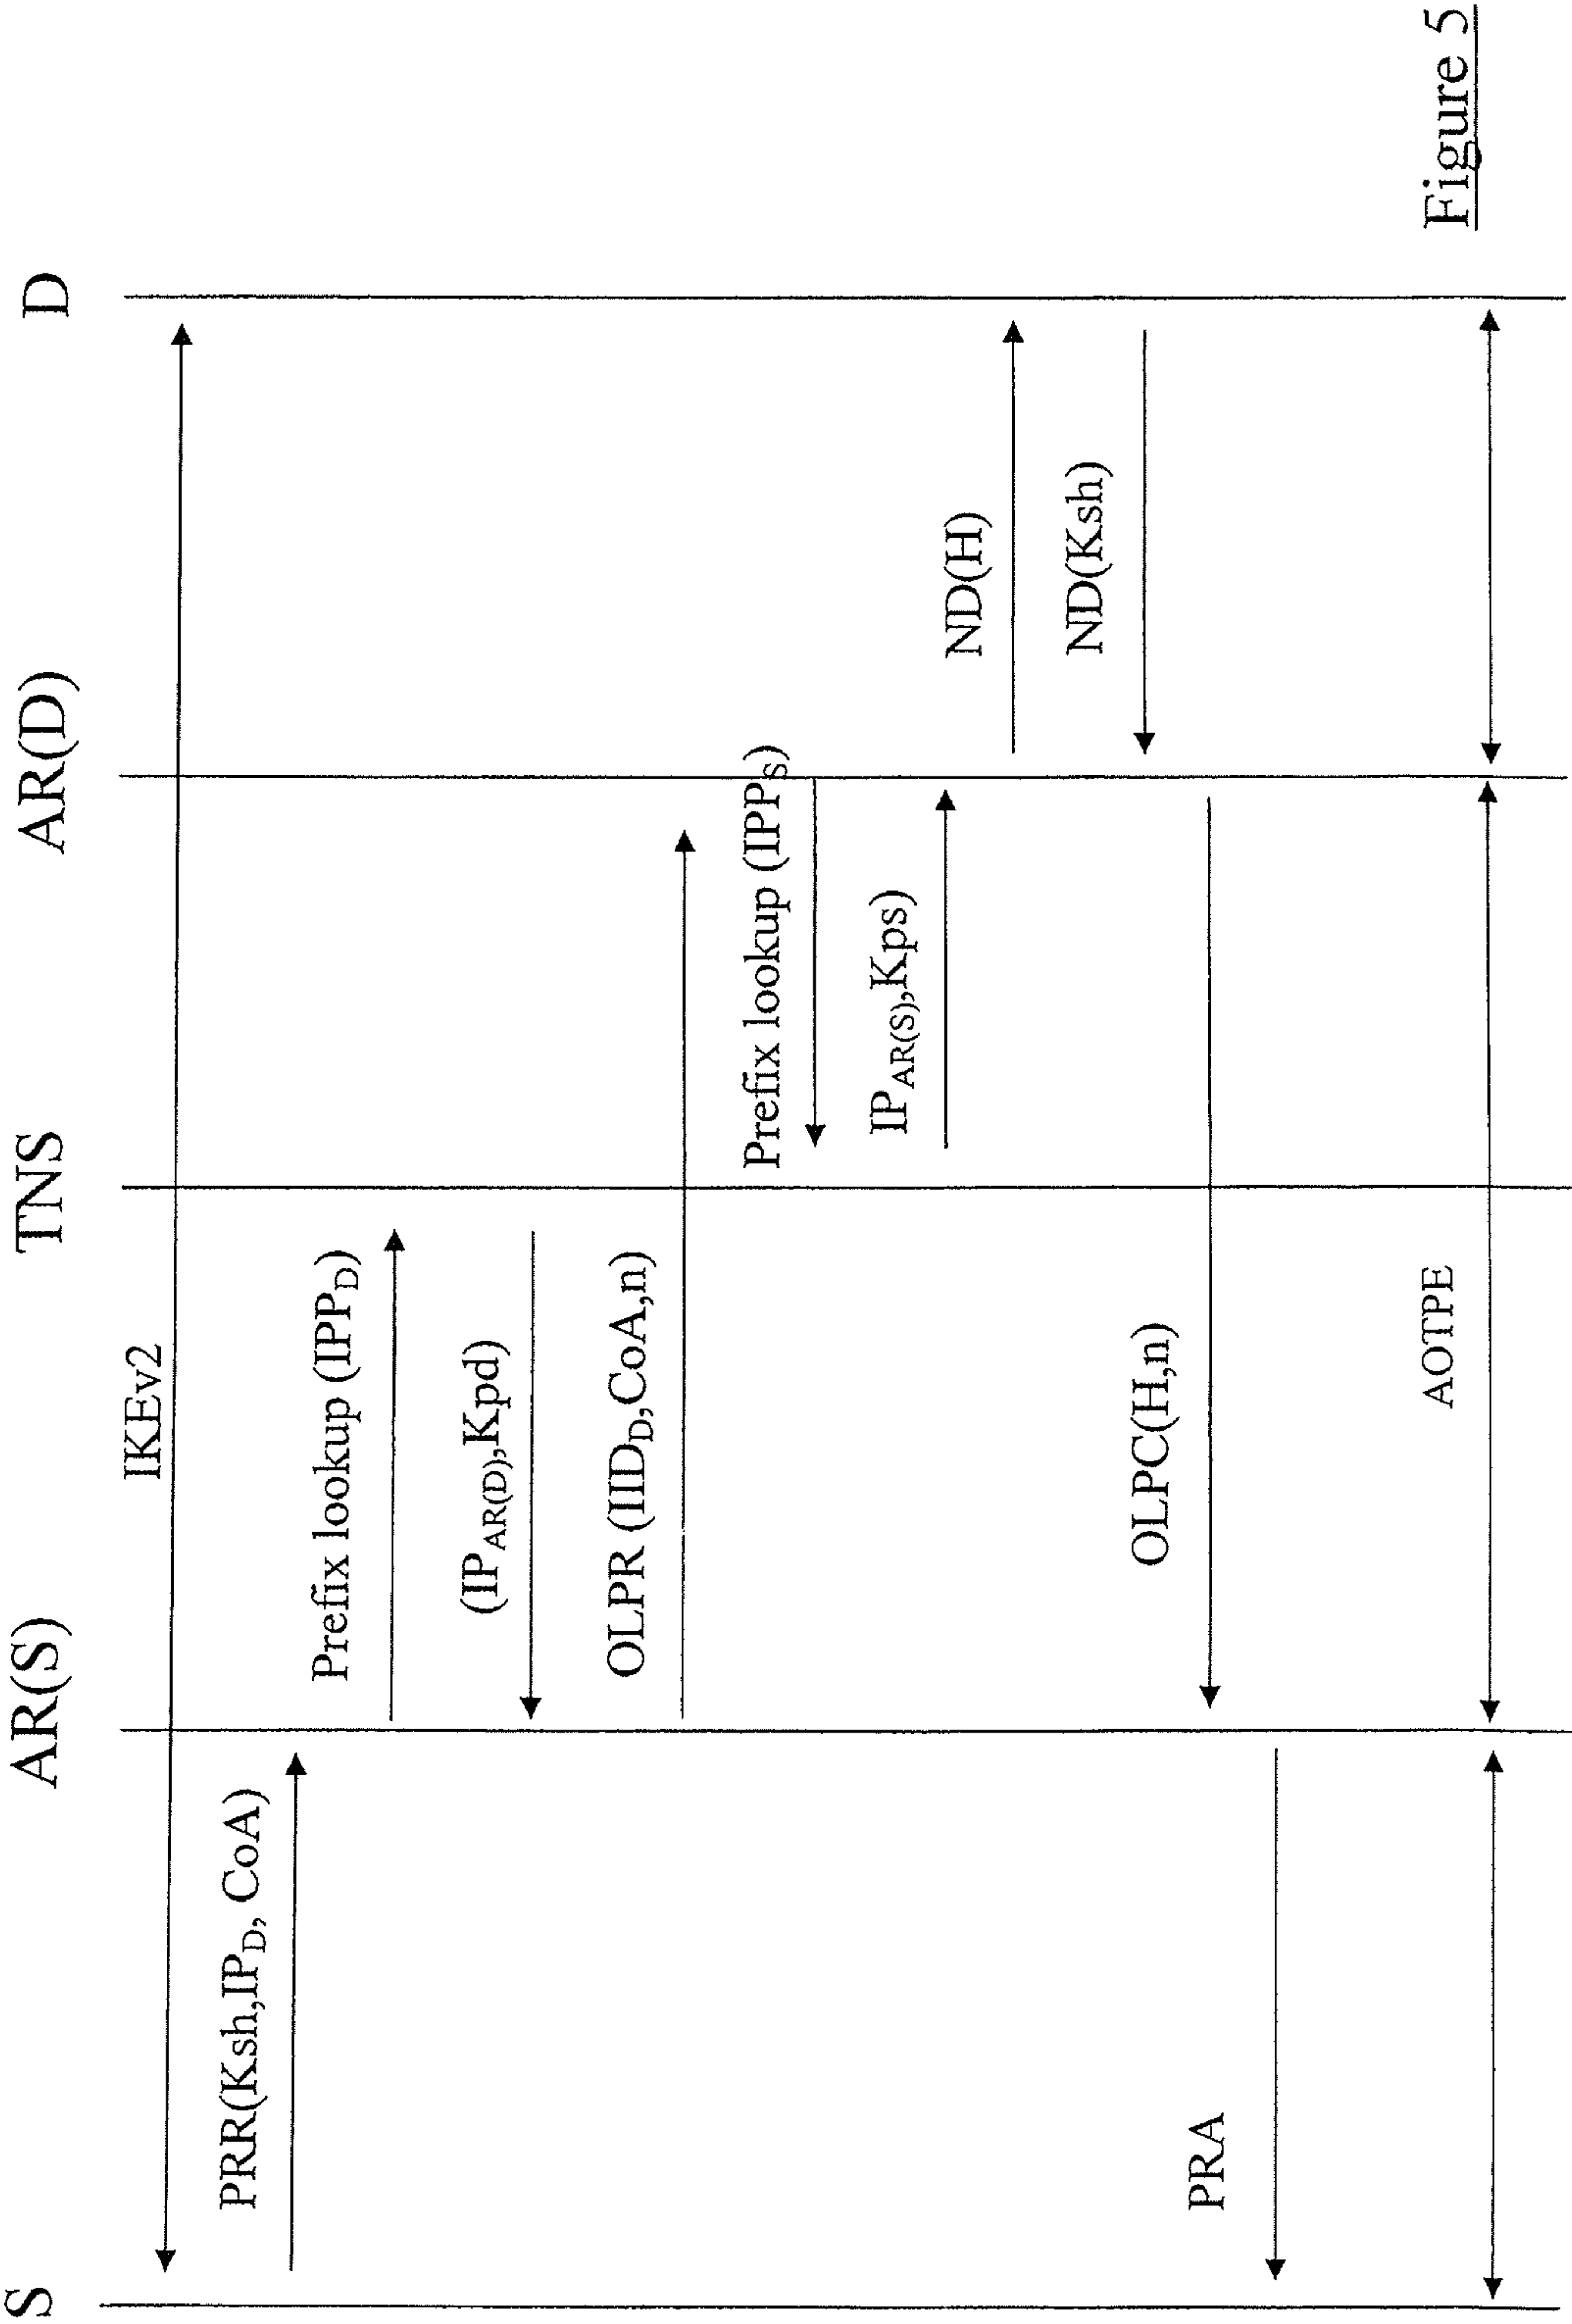 S
AR(S)
TNS
AR(D)
D
IKEv2
PRR(Ksh,IP_D, CoA)
Prefix lookup (IPP_D)
(IP_AR(D),Kpd)
OLPR (IID_D,CoA,n)
Prefix lookup (IPP_S)
IP_AR(S),Kps)
ND(H)
ND(Ksh)
OLPC(H,n)
PRA
AOTPE
Figure 5